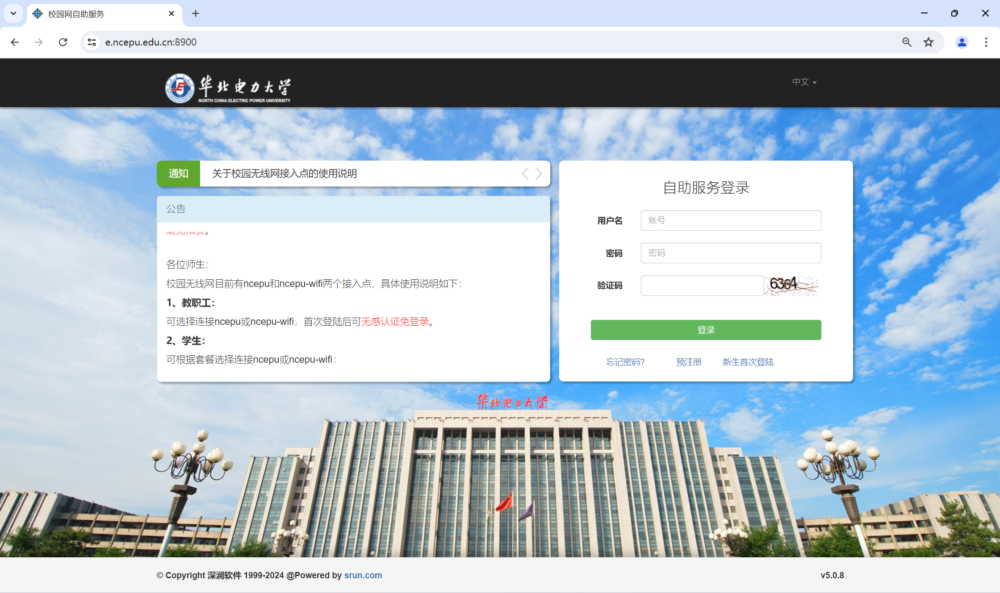 校园网自助服务
e.ncepu.edu.cn:8900
华北电力大学
NORTH CHINA ELECTRIC POWER UNIVERSITY
中文
通知
关于校园无线网接入点的使用说明
公告
各位师生：
校园无线网目前有ncepu和ncepu-wifi两个接入点，具体使用说明如下：
1、教职工：
可选择连接ncepu或ncepu-wifi，首次登陆后可无感认证免登录。
2、学生：
可根据套餐选择连接ncepu或ncepu-wifi：
自助服务登录
用户名
账号
密码
密码
验证码
6364
登录
忘记密码?
预注册
新生首次登陆
华北电力大学
© Copyright 深澜软件 1999-2024 @Powered by srun.com
v5.0.8